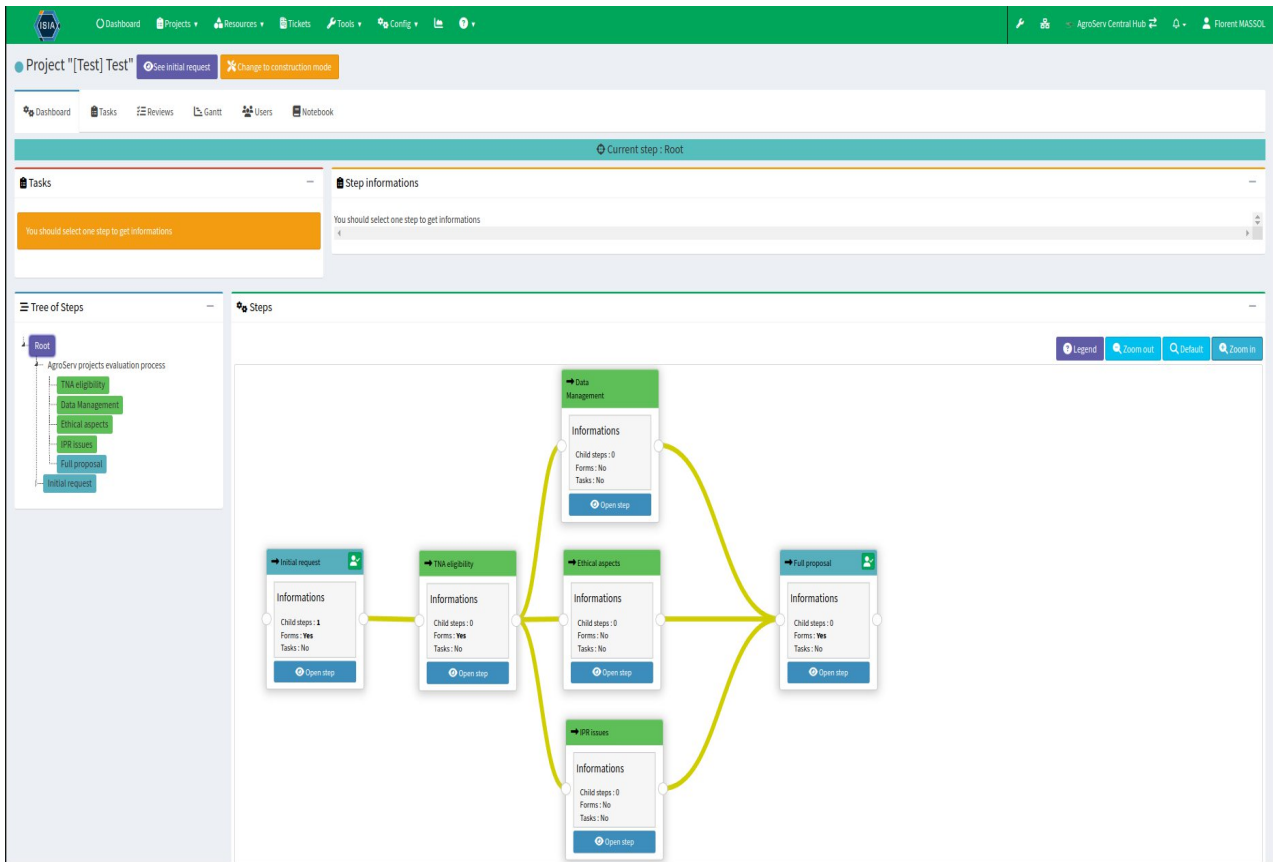 ISIA Dashboard Projects Resources Tickets Tools Config ? AgroServ Central Hub Florent MASSOL
Project "[Test] Test" See initial request Change to construction mode
Dashboard Tasks Reviews Gantt Users Notebook
Current step : Root
Tasks
You should select one step to get informations
Step informations
You should select one step to get informations
Tree of Steps
Root
AgroServ projects evaluation process
TNA eligibility
Data Management
Ethical aspects
IPR issues
Full proposal
Initial request
Steps
Legend Zoom out Default Zoom in
Initial request
Informations
Child steps : 1
Forms : Yes
Tasks : No
Open step
TNA eligibility
Informations
Child steps : 0
Forms : Yes
Tasks : No
Open step
Data
Management
Informations
Child steps : 0
Forms : No
Tasks : No
Open step
Ethical aspects
Informations
Child steps : 0
Forms : No
Tasks : No
Open step
IPR issues
Informations
Child steps : 0
Forms : No
Tasks : No
Open step
Full proposal
Informations
Child steps : 0
Forms : Yes
Tasks : No
Open step